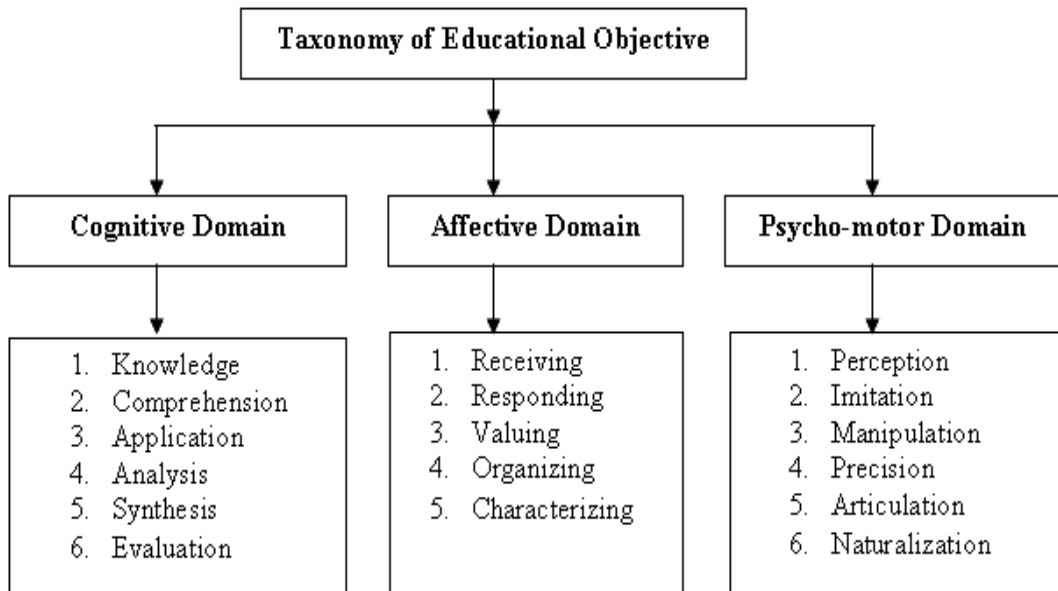 Taxonomy of Educational Objective
Cognitive Domain
Affective Domain
Psycho-motor Domain
1. Knowledge
2. Comprehension
3. Application
4. Analysis
5. Synthesis
6. Evaluation
1. Receiving
2. Responding
3. Valuing
4. Organizing
5. Characterizing
1. Perception
2. Imitation
3. Manipulation
4. Precision
5. Articulation
6. Naturalization